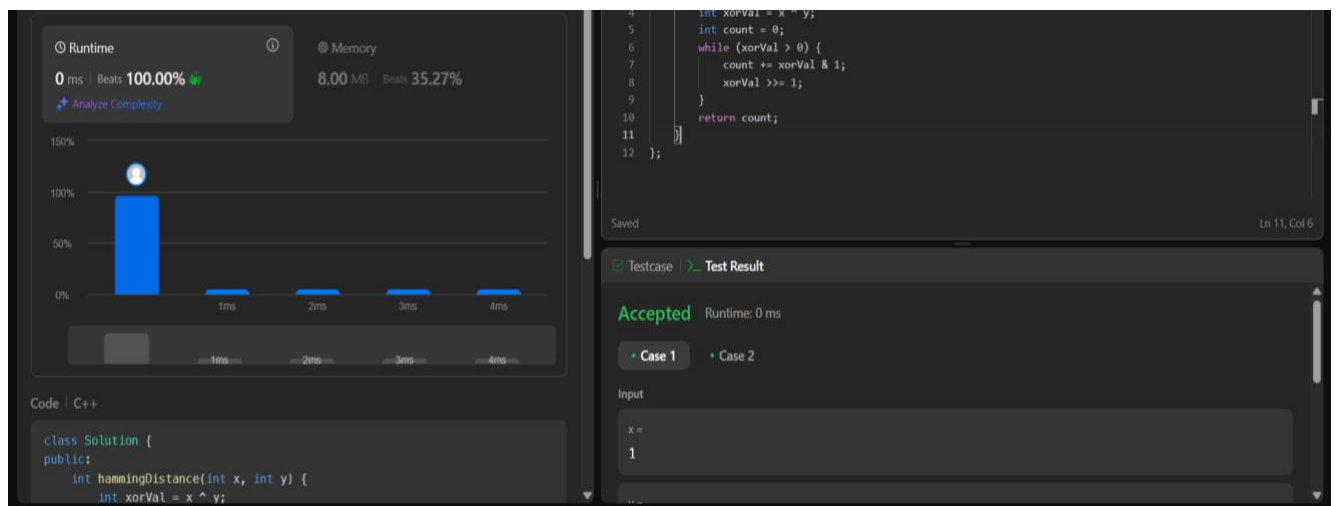 Runtime
Memory
0 ms | Beats 100.00%
8.00 MB | Beats 35.27%
Analyze Complexity
150%
100%
50%
0%
1ms 2ms 3ms 4ms
1ms 2ms 3ms 4ms
Code | C++
class Solution {
public:
int hammingDistance(int x, int y) {
int xorVal = x ^ y;
4 int xorVal = x ^ y;
5 int count = 0;
6 while (xorVal > 0) {
7 count += xorVal & 1;
8 xorVal >>= 1;
9 }
10 return count;
11 }
12 };
Saved
Ln 11, Col 6
Testcase | >_ Test Result
Accepted Runtime: 0 ms
• Case 1 • Case 2
Input
x =
1